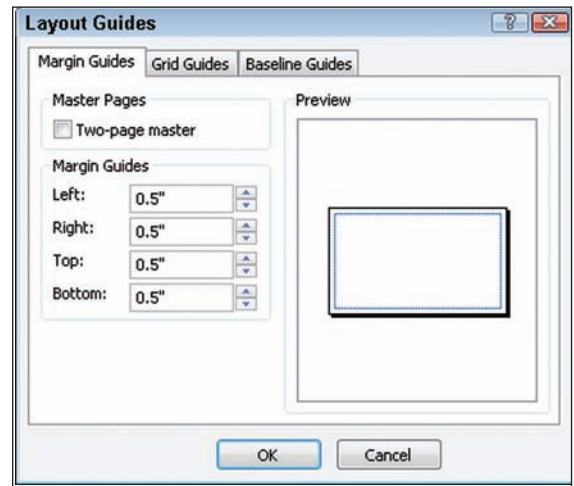 Layout Guides
Margin Guides Grid Guides Baseline Guides
Master Pages
Two-page master
Margin Guides
Left: 0.5"
Right: 0.5"
Top: 0.5"
Bottom: 0.5"
Preview
OK Cancel